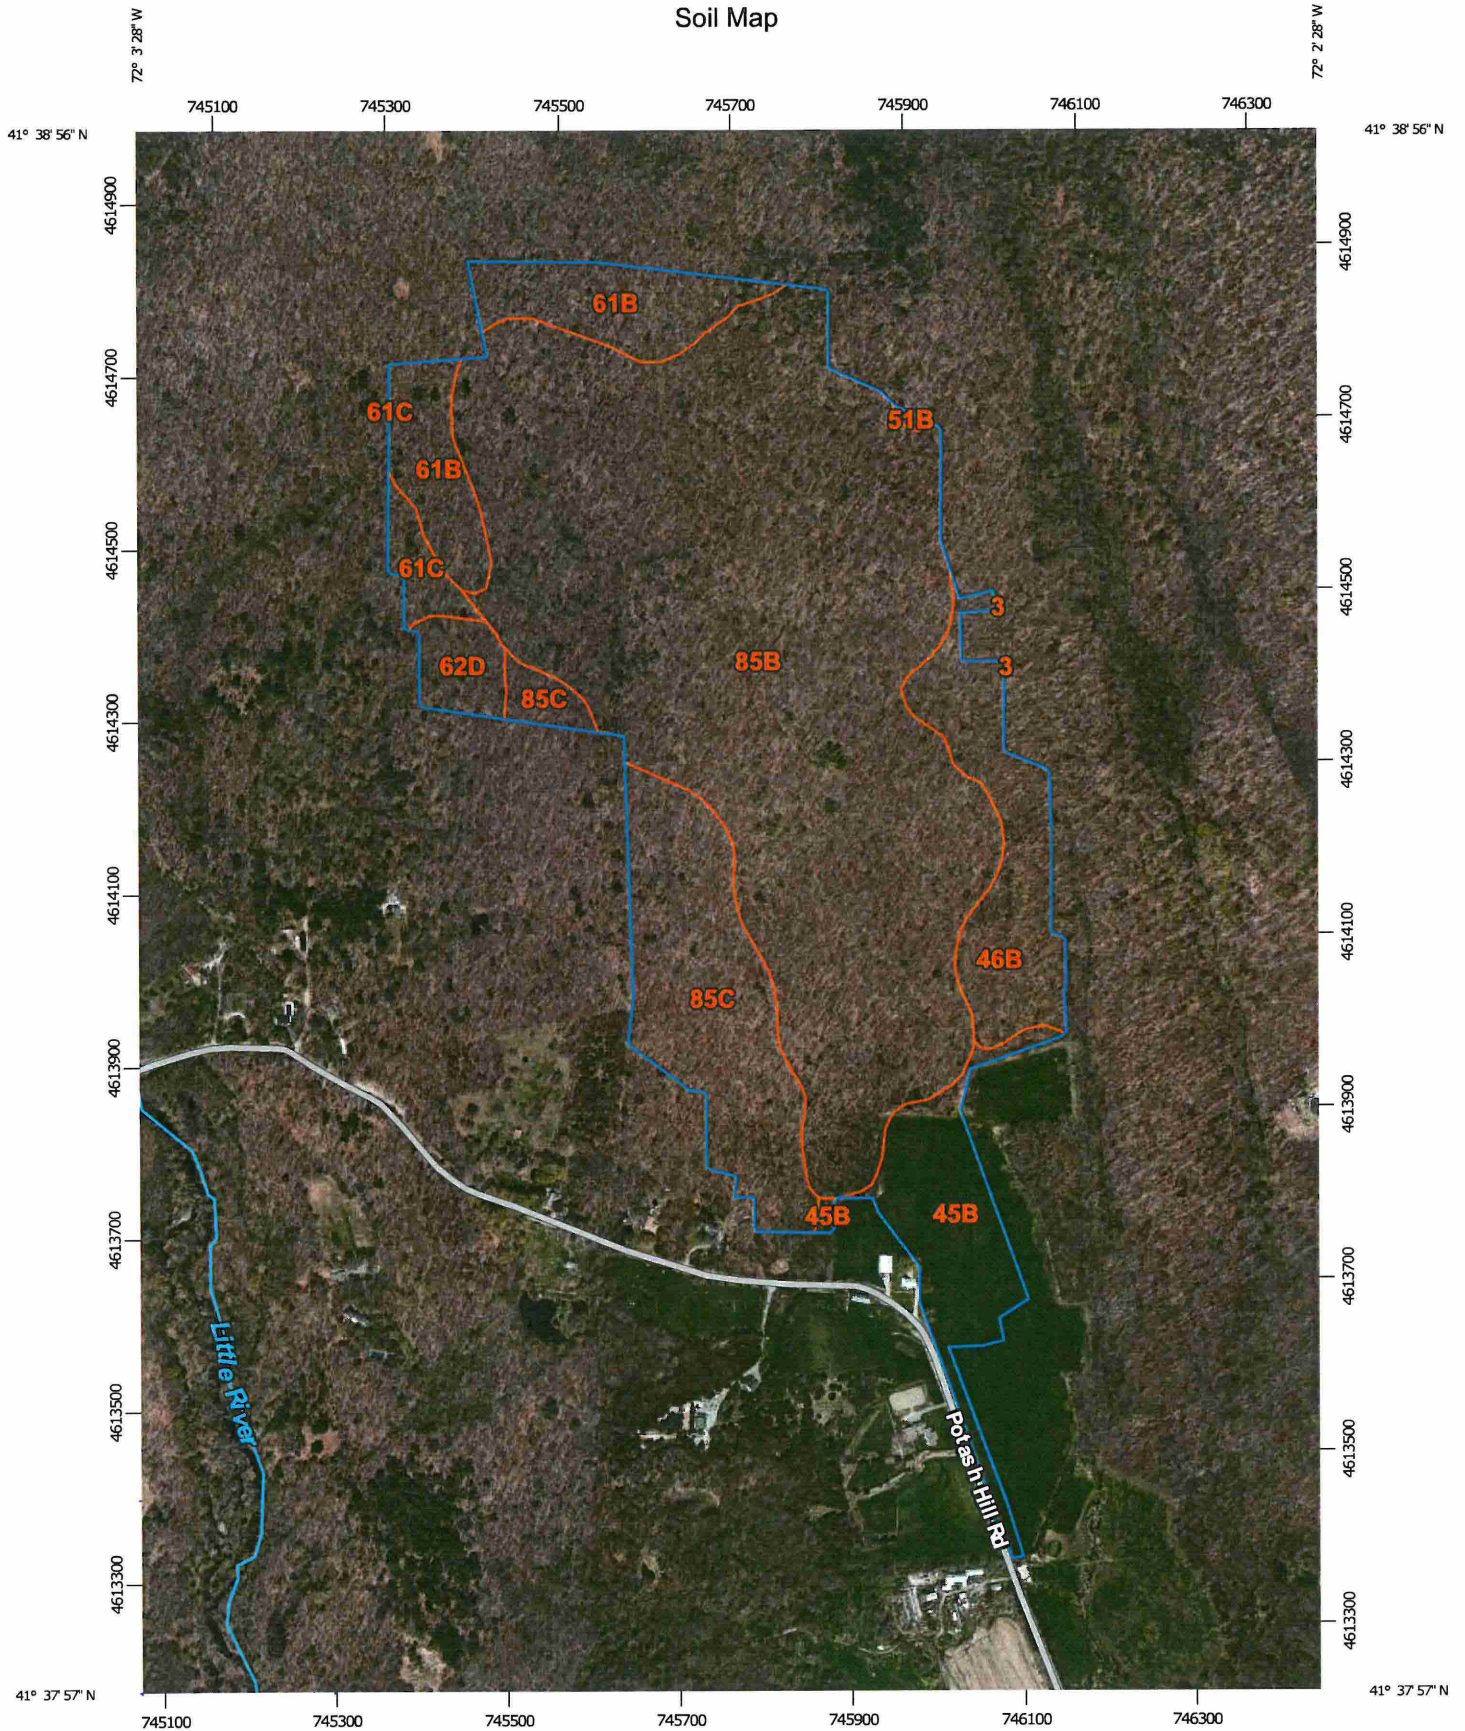 Soil Map
72° 3' 28" W
72° 2' 28" W
745100 745300 745500 745700 745900 746100 746300
41° 38' 56" N
41° 38' 56" N
4614900
4614900
61B
4614700
61C
51B
4614700
61B
4614500
61C
4614500
3
62D
85B
3
85C
4614300
4614300
4614100
4614100
46B
85C
4613900
4613900
45B
45B
4613700
4613700
Little River
4613500
Potash Hill Rd
4613500
4613300
4613300
41° 37' 57" N
41° 37' 57" N
745100 745300 745500 745700 745900 746100 746300